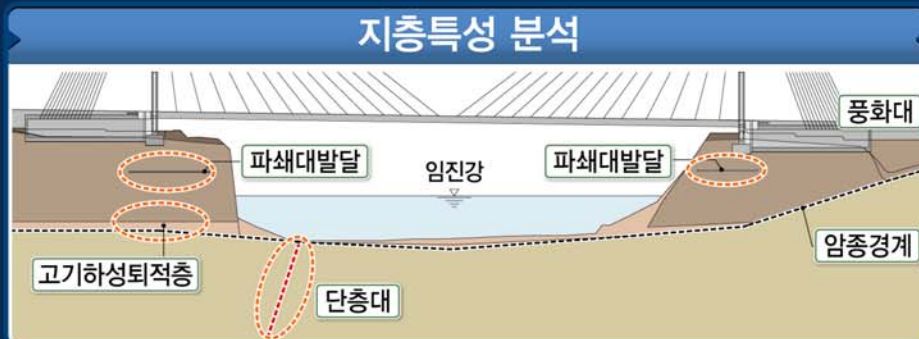 지층특성 분석
풍화대
파쇄대발달
임진강
파쇄대발달
고기하성퇴적층
단층대
암종경계